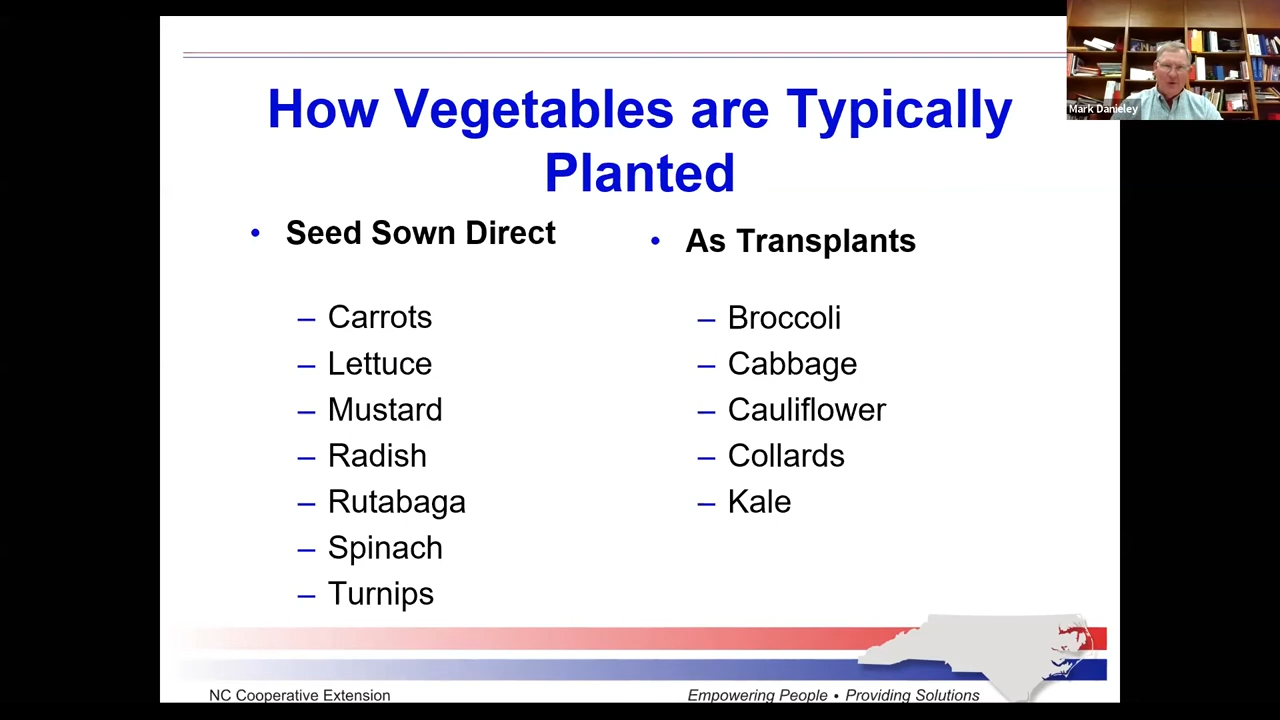 How Vegetables are Typically
Planted
• Seed Sown Direct
– Carrots
– Lettuce
– Mustard
– Radish
– Rutabaga
– Spinach
– Turnips
• As Transplants
– Broccoli
– Cabbage
– Cauliflower
– Collards
– Kale
Mark Danieley
NC Cooperative Extension
Empowering People • Providing Solutions